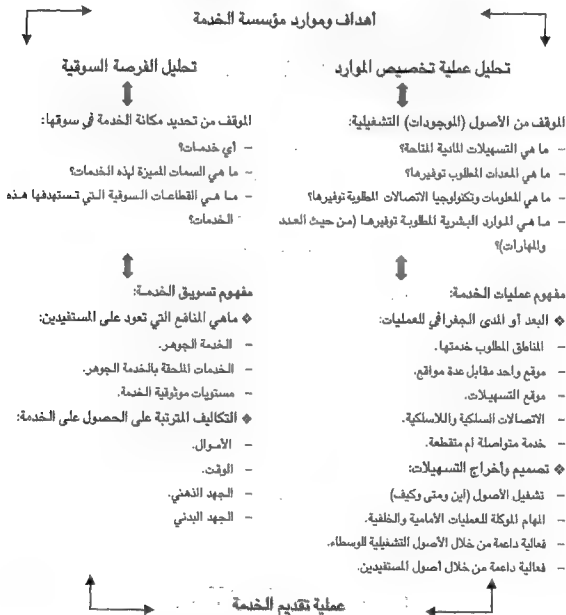 أهداف وموارد مؤسسة الخدمة
تحليل عملية تخصيص الموارد
الموقف من الأصول (الموجودات) التشغيلية:
– ما هي التسهيلات المادية المتاحة؟
– ما هي المعدات المطلوب توفيرها؟
– ما هي المعلومات وتكنولوجيا الاتصالات المطلوبة توفيرها؟
– ما هي الموارد البشرية المطلوبة توفيرها (من حيث العدد
والمهارات)؟
مفهوم عمليات الخدمة:
❖ البعد أو المدى الجغرافي للعمليات:
– المناطق المطلوب خدمتها.
– موقع واحد مقابل عدة مواقع.
– موقع التسهيلات.
– الاتصالات السلكية واللاسلكية.
– خدمة متواصلة أم متقطعة.
❖ تصميم وأخراج التسهيلات:
– تشغيل الأصول (أين ومتى وكيف)
– المهام الموكلة للعمليات الأمامية والخلفية.
– فعالية داعمة من خلال الأصول التشغيلية للوسطاء.
– فعالية داعمة من خلال أصول المستفيدين.
تحليل الفرصة السوقية
الموقف من تحديد مكانة الخدمة في سوقها:
– أي خدمات؟
– ما هي السمات المميزة لهذه الخدمات؟
– ما هي القطاعات السوقية التي تستهدفها هذه
الخدمات؟
مفهوم تسويق الخدمة:
❖ ماهي المنافع التي تعود على المستفيدين:
– الخدمة الجوهر.
– الخدمات الملحقة بالخدمة الجوهر.
– مستويات موثوقية الخدمة.
❖ التكاليف المترتبة على الحصول على الخدمة:
– الأموال.
– الوقت.
– الجهد الذهني.
– الجهد البدني
عملية تقديم الخدمة